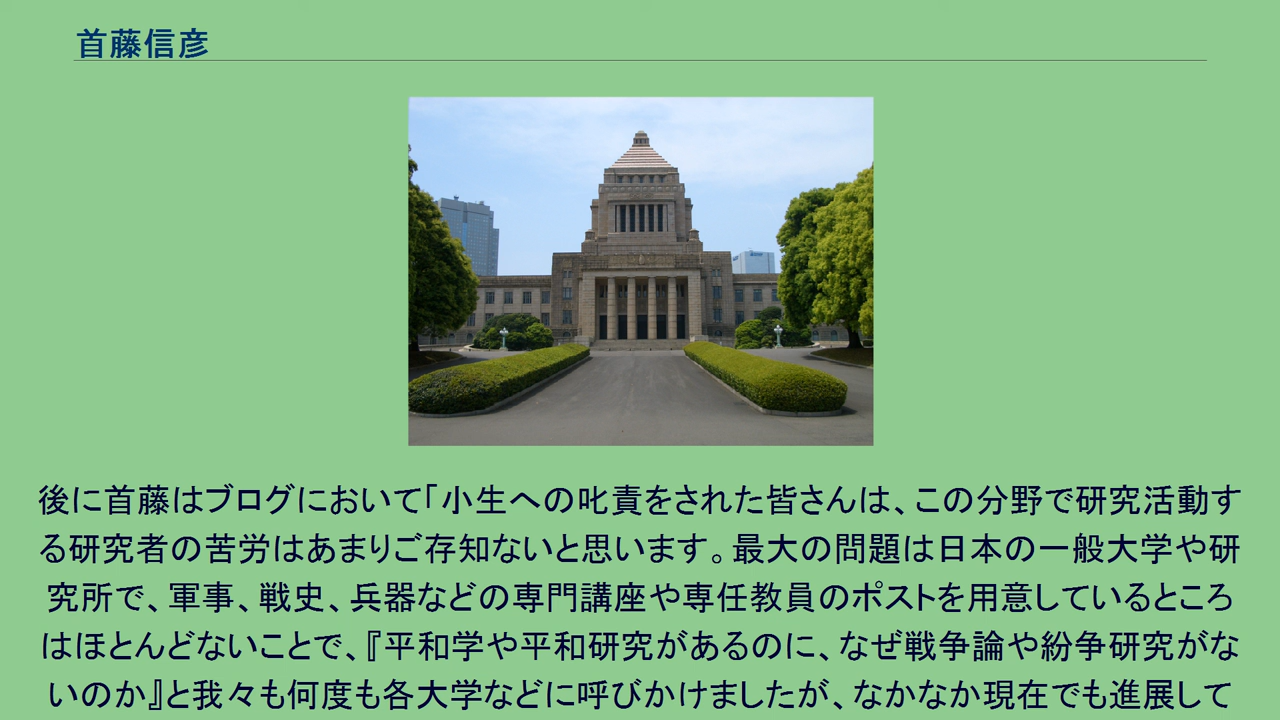 首藤信彦
後に首藤はブログにおいて「小生への叱責をされた皆さんは、この分野で研究活動す
る研究者の苦労はあまりご存知ないと思います。最大の問題は日本の一般大学や研
究所で、軍事、戦史、兵器などの専門講座や専任教員のポストを用意しているところ
はほとんどないことで、『平和学や平和研究があるのに、なぜ戦争論や紛争研究がな
いのか』と我々も何度も各大学などに呼びかけましたが、なかなか現在でも進展して